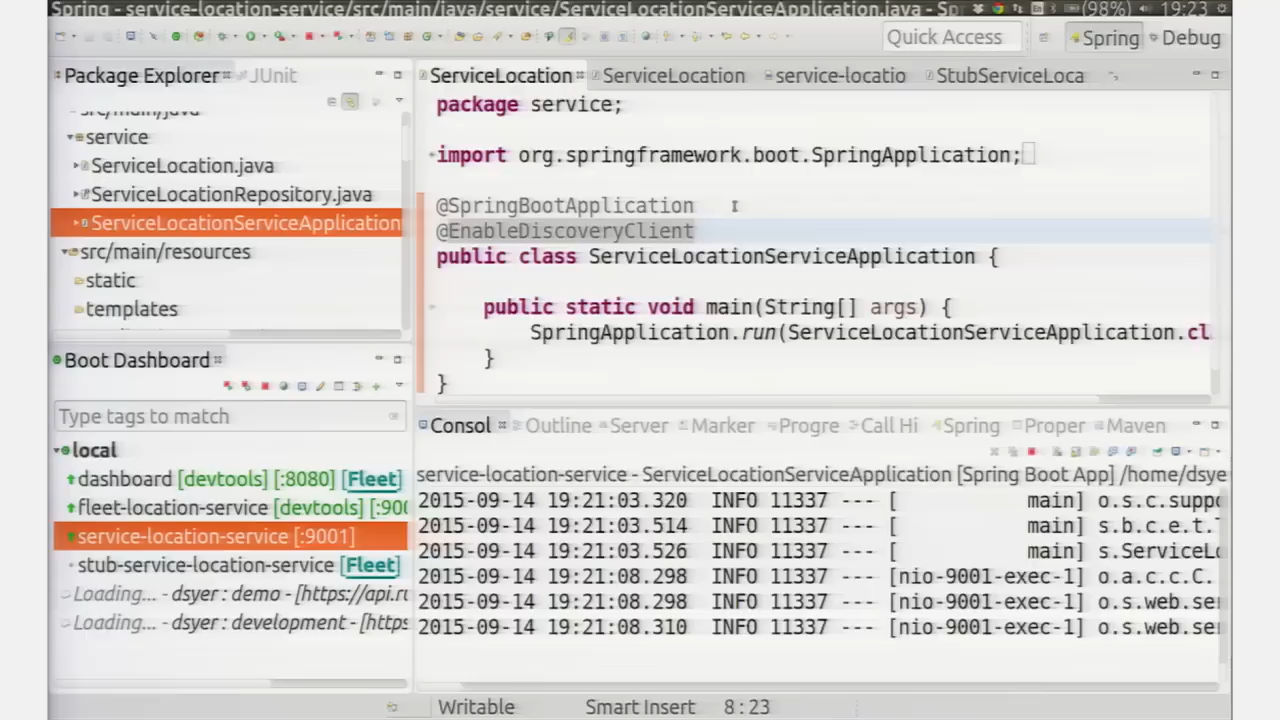 Spring - service-location-service/src/main/java/service/ServiceLocationServiceApplication.java - Sp
(98%) 19:23
Quick Access
Spring
Debug
Package Explorer
JUnit
src/main/java
service
ServiceLocation.java
ServiceLocationRepository.java
ServiceLocationServiceApplication
src/main/resources
static
templates
Boot Dashboard
Type tags to match
local
dashboard [devtools] [:8080] [Fleet]
fleet-location-service [devtools] [:900
service-location-service [:9001]
stub-service-location-service [Fleet]
Loading... - dsyer : demo - [https://api.ru
Loading... - dsyer : development - [https
ServiceLocation
ServiceLocation
service-locatio
StubServiceLoca
package service;
import org.springframework.boot.SpringApplication;
@SpringBootApplication
@EnableDiscoveryClient
public class ServiceLocationServiceApplication {
public static void main(String[] args) {
SpringApplication.run(ServiceLocationServiceApplication.cl
}
}
Consol
Outline
Server
Marker
Progre
Call Hi
Spring
Proper
Maven
service-location-service - ServiceLocationServiceApplication [Spring Boot App] /home/dsye
2015-09-14 19:21:03.320 INFO 11337 --- [ main] o.s.c.suppo
2015-09-14 19:21:03.514 INFO 11337 --- [ main] s.b.c.e.t.T
2015-09-14 19:21:03.526 INFO 11337 --- [ main] s.ServiceLo
2015-09-14 19:21:08.298 INFO 11337 --- [nio-9001-exec-1] o.a.c.c.C.
2015-09-14 19:21:08.298 INFO 11337 --- [nio-9001-exec-1] o.s.web.ser
2015-09-14 19:21:08.310 INFO 11337 --- [nio-9001-exec-1] o.s.web.ser
Writable
Smart Insert
8 : 23